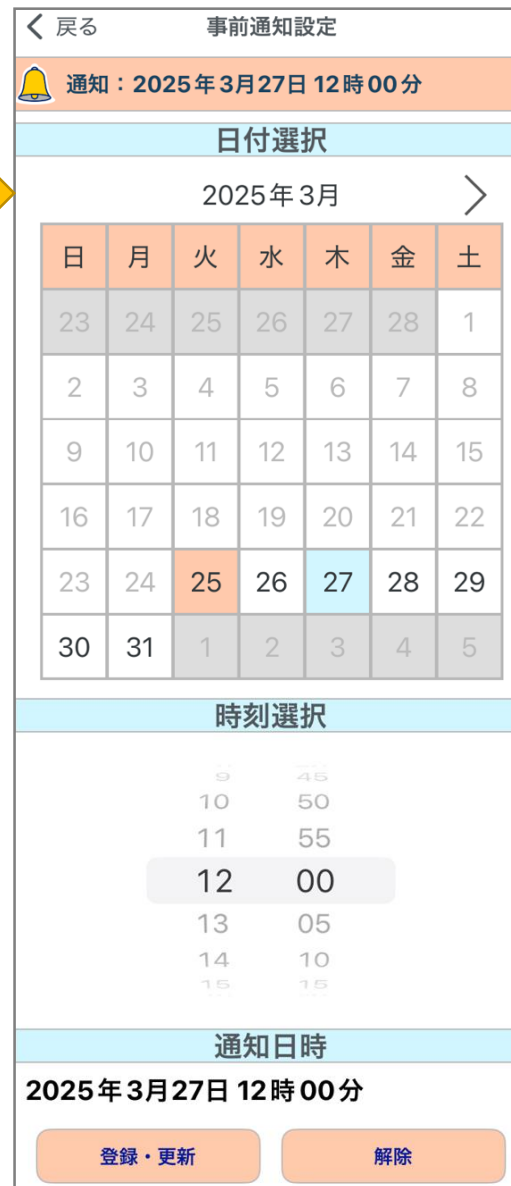 戻る 事前通知設定
通知：2025年3月27日 12時00分
日付選択
2025年3月
日 月 火 水 木 金 土
23 24 25 26 27 28 1
2 3 4 5 6 7 8
9 10 11 12 13 14 15
16 17 18 19 20 21 22
23 24 25 26 27 28 29
30 31 1 2 3 4 5
時刻選択
9 45
10 50
11 55
12 00
13 05
14 10
15 15
通知日時
2025年3月27日 12時00分
登録・更新 解除